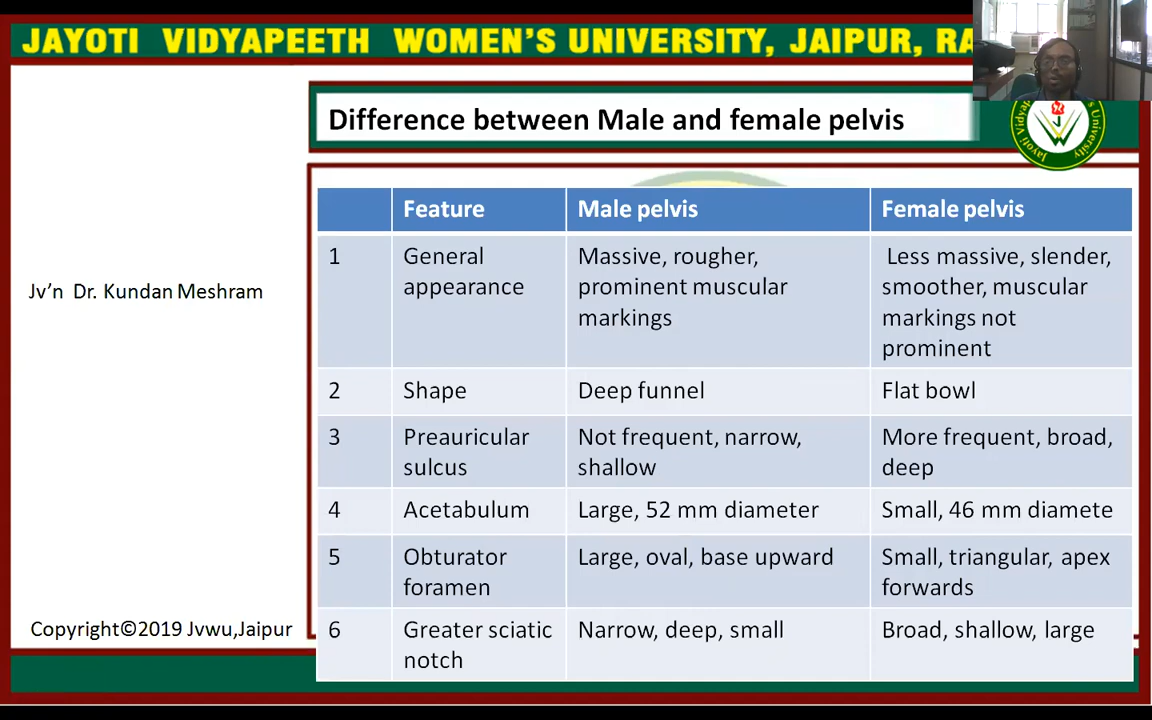 JAYOTI VIDYAPEETH WOMEN'S UNIVERSITY, JAIPUR,
Difference between Male and female pelvis
Jv'n Dr. Kundan Meshram
Feature Male pelvis Female pelvis
1 General appearance Massive, rougher, prominent muscular markings Less massive, slender, smoother, muscular markings not prominent
2 Shape Deep funnel Flat bowl
3 Preauricular sulcus Not frequent, narrow, shallow More frequent, broad, deep
4 Acetabulum Large, 52 mm diameter Small, 46 mm diamete
5 Obturator foramen Large, oval, base upward Small, triangular, apex forwards
6 Greater sciatic notch Narrow, deep, small Broad, shallow, large
Copyright©2019 Jvwu,Jaipur